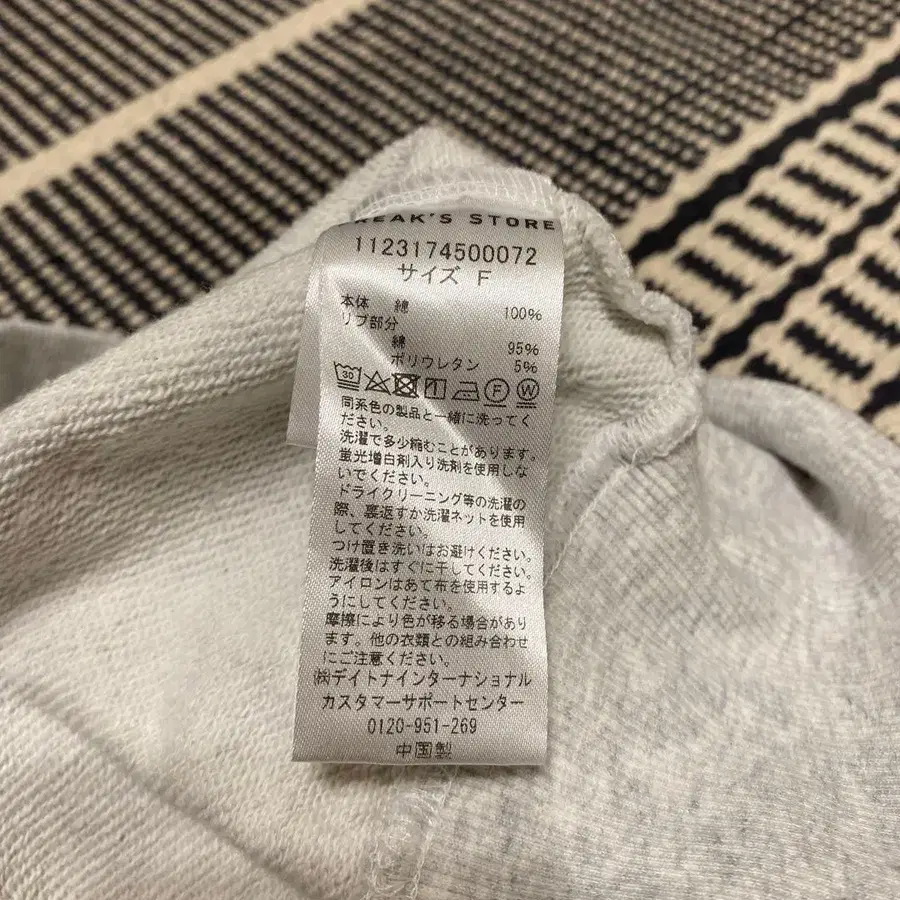 FREAK'S STORE
1123174500072
サイズ F
本体 綿 100%
リブ部分
綿 95%
ポリウレタン 5%
30 F W
同系色の製品と一緒に洗ってく
ださい。
洗濯で多少縮むことがあります。
蛍光増白剤入り洗剤を使用しな
いでください。
ドライクリーニング等の洗濯の
際、裏返すか洗濯ネットを使用
してください。
つけ置き洗いはお避けください。
洗濯後はすぐに干してください。
アイロンはあて布を使用するよ
うにしてください。
摩擦により色が移る場合があり
ます。他の衣類との組み合わせ
にご注意ください。
㈱デイトナインターナショナル
カスタマーサポートセンター
0120-951-269
中国製